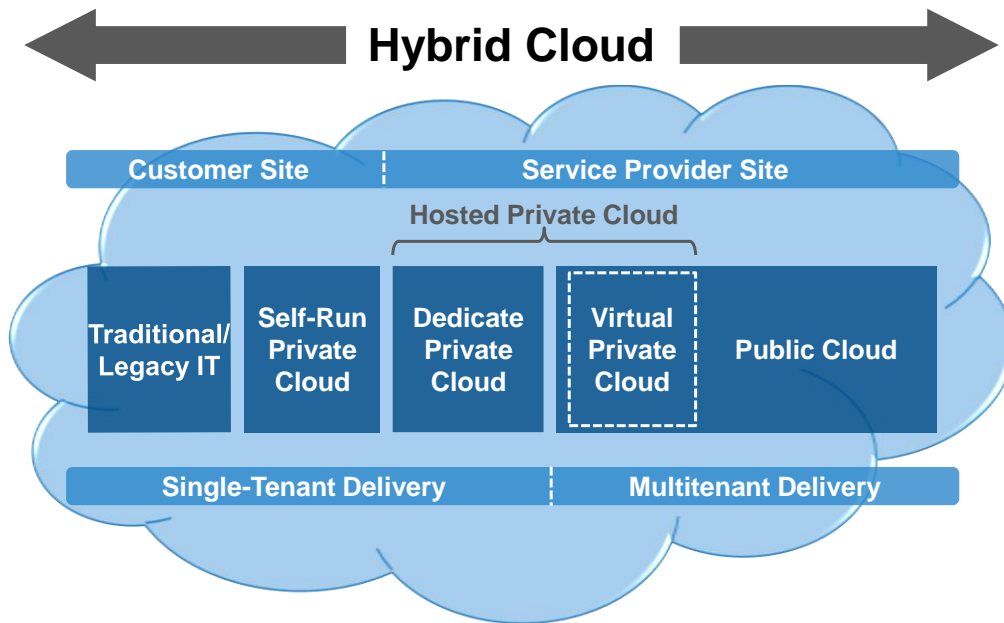 Hybrid Cloud
Customer Site
Service Provider Site
Hosted Private Cloud
Traditional/
Legacy IT
Self-Run
Private
Cloud
Dedicate
Private
Cloud
Virtual
Private
Cloud
Public Cloud
Single-Tenant Delivery
Multitenant Delivery